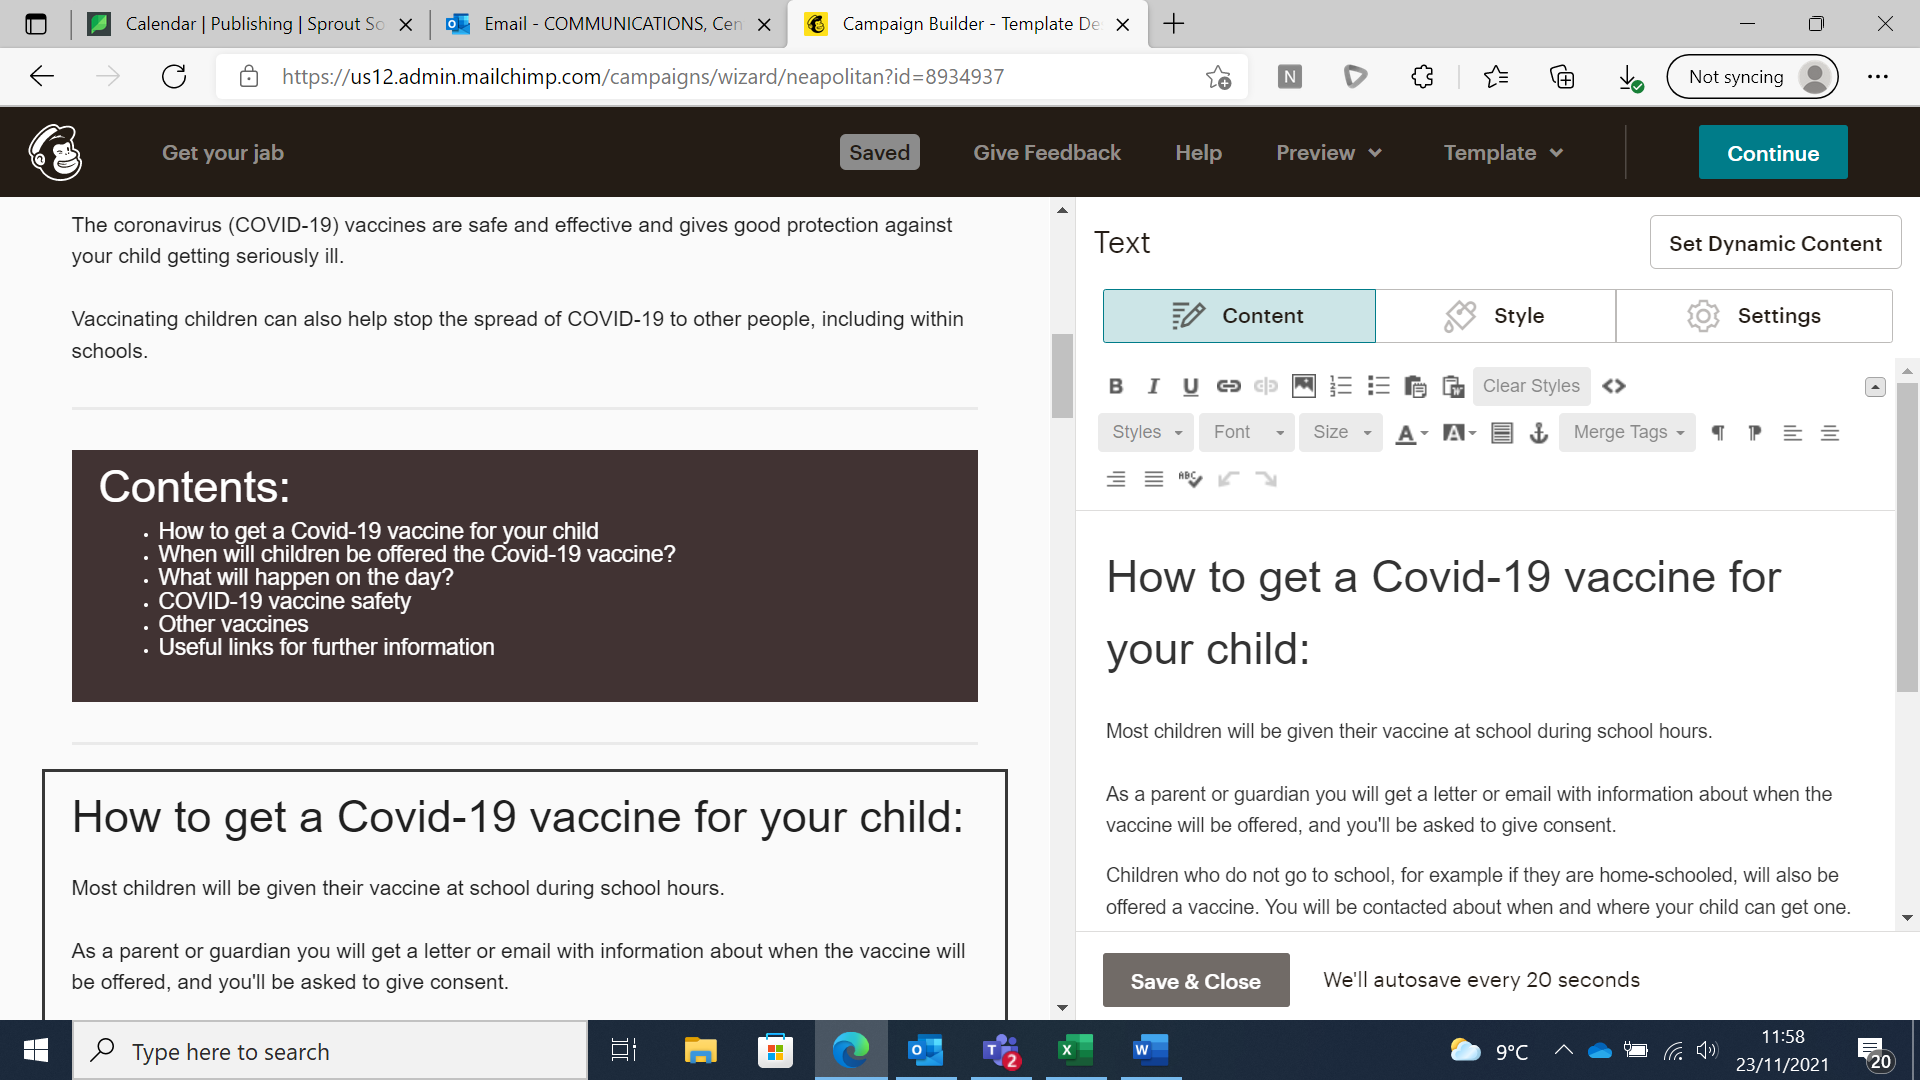 Calendar | Publishing | Sprout So
Email - COMMUNICATIONS, Cen
Campaign Builder - Template De
https://us12.admin.mailchimp.com/campaigns/wizard/neapolitan?id=8934937
N
Not syncing
Get your jab
Saved
Give Feedback
Help
Preview
Template
Continue
The coronavirus (COVID-19) vaccines are safe and effective and gives good protection against
your child getting seriously ill.
Vaccinating children can also help stop the spread of COVID-19 to other people, including within
schools.
Contents:
• How to get a Covid-19 vaccine for your child
• When will children be offered the Covid-19 vaccine?
• What will happen on the day?
• COVID-19 vaccine safety
• Other vaccines
• Useful links for further information
How to get a Covid-19 vaccine for your child:
Most children will be given their vaccine at school during school hours.
As a parent or guardian you will get a letter or email with information about when the vaccine will
be offered, and you'll be asked to give consent.
Text
Set Dynamic Content
Content
Style
Settings
B I U
Clear Styles
Styles
Font
Size
A
A
Merge Tags
ABC
How to get a Covid-19 vaccine for
your child:
Most children will be given their vaccine at school during school hours.
As a parent or guardian you will get a letter or email with information about when the
vaccine will be offered, and you'll be asked to give consent.
Children who do not go to school, for example if they are home-schooled, will also be
offered a vaccine. You will be contacted about when and where your child can get one.
Save & Close
We'll autosave every 20 seconds
Type here to search
2
9°C
11:58
23/11/2021
20